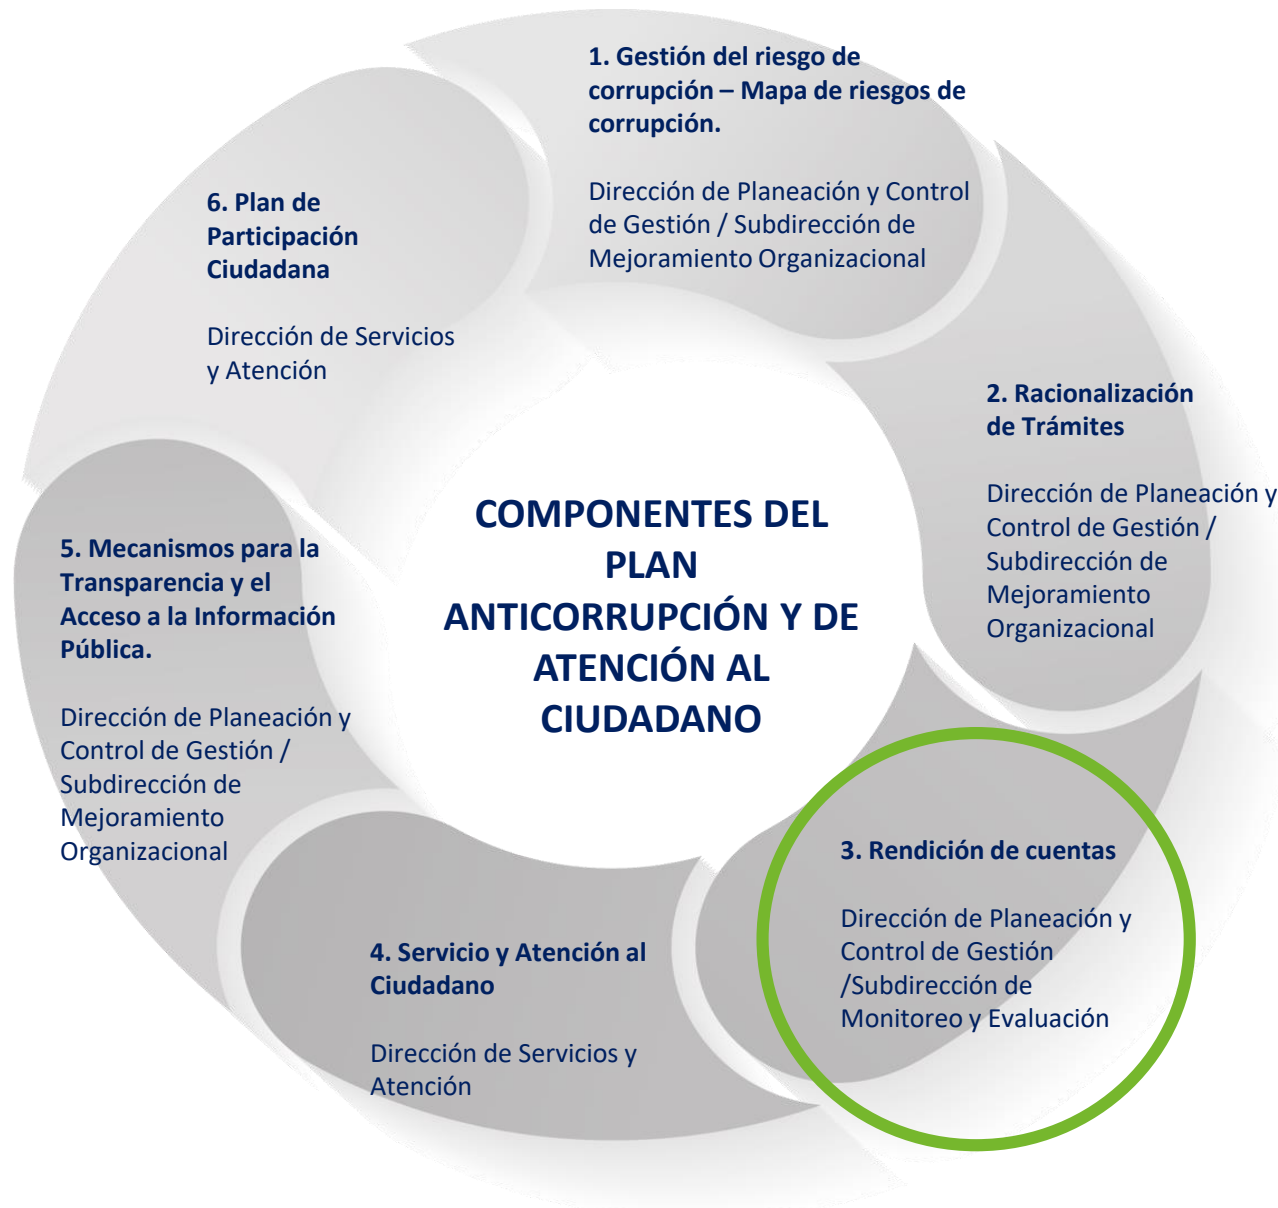 1. Gestión del riesgo de
corrupción – Mapa de riesgos de
corrupción.
Dirección de Planeación y Control
de Gestión / Subdirección de
Mejoramiento Organizacional
2. Racionalización
de Trámites
Dirección de Planeación y
Control de Gestión /
Subdirección de
Mejoramiento
Organizacional
3. Rendición de cuentas
Dirección de Planeación y
Control de Gestión
/Subdirección de
Monitoreo y Evaluación
4. Servicio y Atención al
Ciudadano
Dirección de Servicios y
Atención
5. Mecanismos para la
Transparencia y el
Acceso a la Información
Pública.
Dirección de Planeación y
Control de Gestión /
Subdirección de
Mejoramiento
Organizacional
6. Plan de
Participación
Ciudadana
Dirección de Servicios
y Atención
COMPONENTES DEL
PLAN
ANTICORRUPCIÓN Y DE
ATENCIÓN AL
CIUDADANO